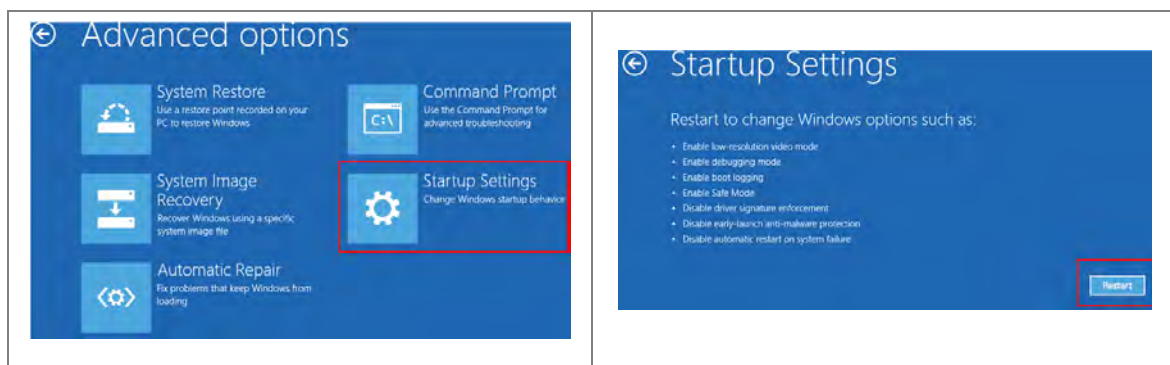 Advanced options
System Restore
Use a restore point recorded on your
PC to restore Windows
Command Prompt
Use the Command Prompt for
advanced troubleshooting
C:\
System Image
Recovery
Recover Windows using a specific
system image file
Startup Settings
Change Windows startup behavior
Automatic Repair
Fix problems that keep Windows from
loading
Startup Settings
Restart to change Windows options such as:
• Enable low-resolution video mode
• Enable debugging mode
• Enable boot logging
• Enable Safe Mode
• Disable driver signature enforcement
• Disable early-launch anti-malware protection
• Disable automatic restart on system failure
Restart